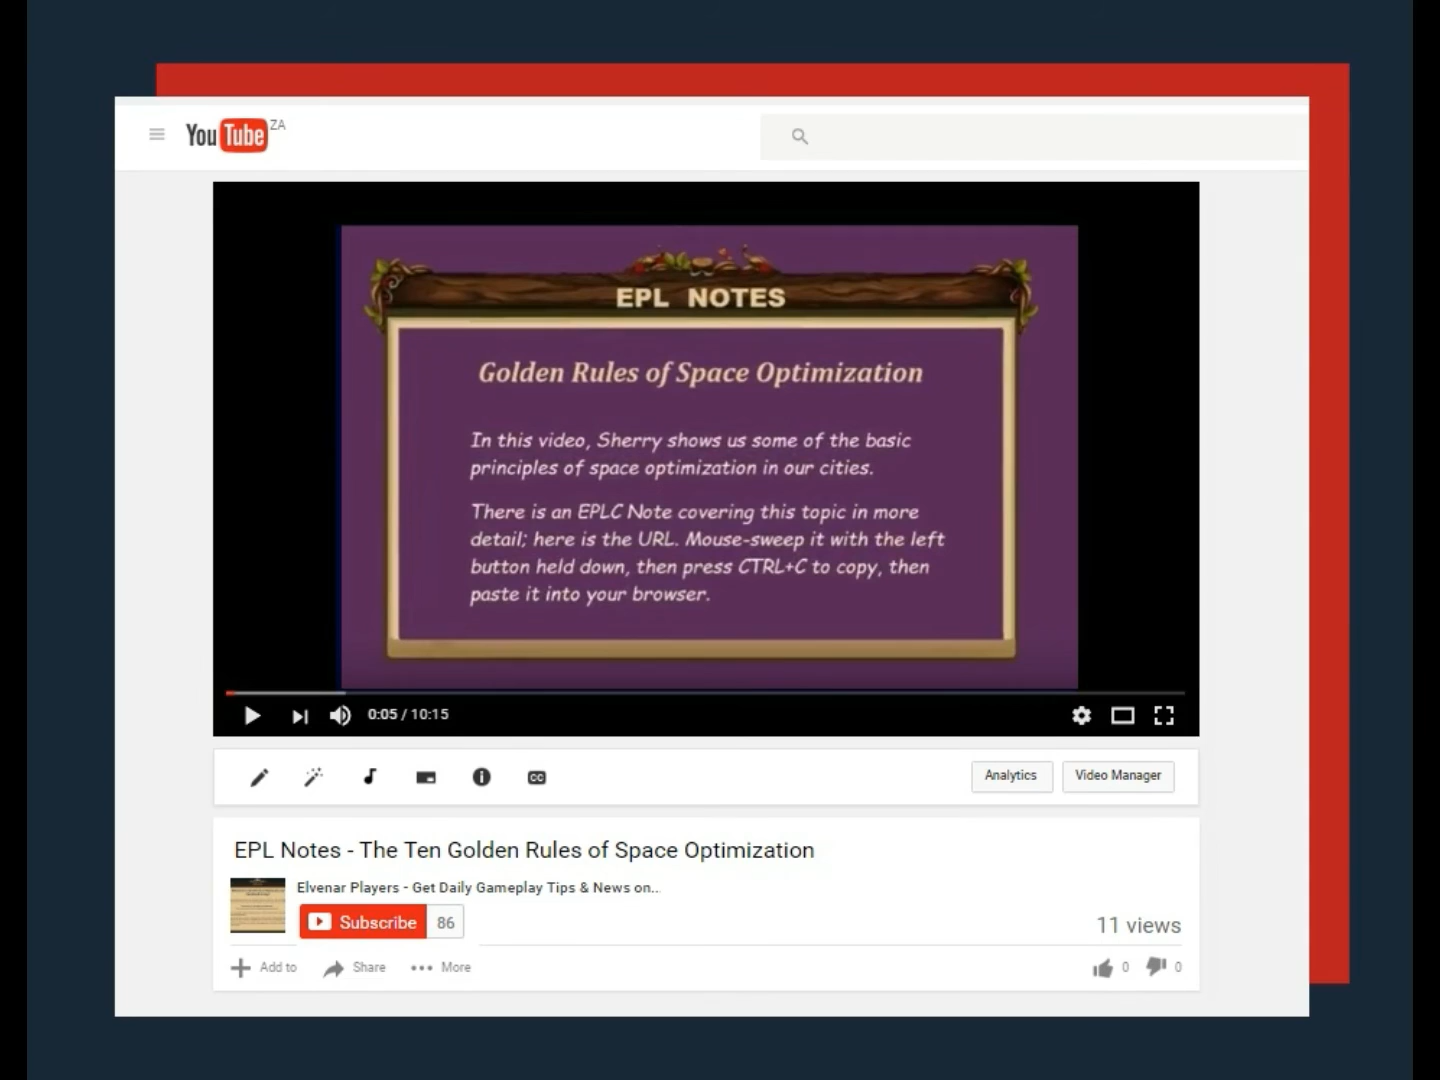 YouTube ZA
EPL NOTES
Golden Rules of Space Optimization
In this video, Sherry shows us some of the basic
principles of space optimization in our cities.
There is an EPLC Note covering this topic in more
detail; here is the URL. Mouse-sweep it with the left
button held down, then press CTRL+C to copy, then
paste it into your browser.
0:05 / 10:15
CC
Analytics
Video Manager
EPL Notes - The Ten Golden Rules of Space Optimization
Elvenar Players - Get Daily Gameplay Tips & News on...
Subscribe 86
11 views
Add to Share More
0 0